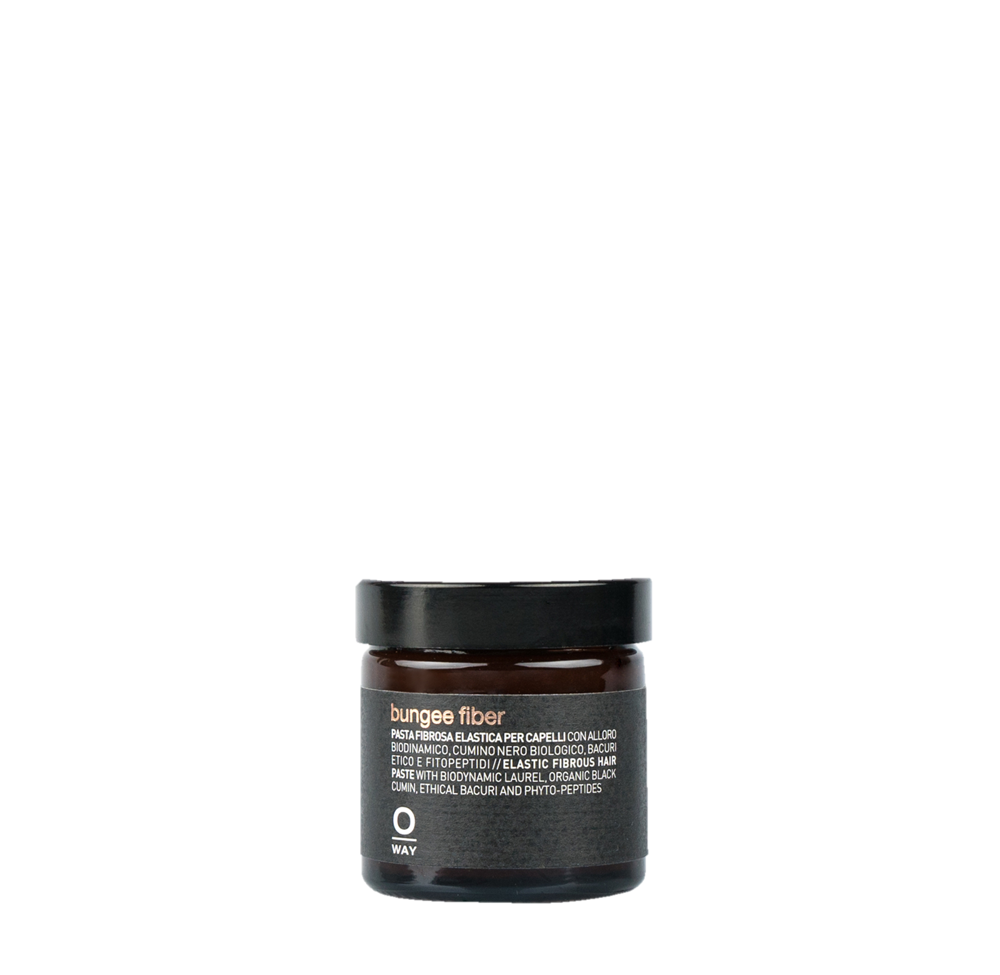 bungee fiber
PASTA FIBROSA ELASTICA PER CAPELLI CON ALLORO
BIODINAMICO, CUMINO NERO BIOLOGICO, BACURI
ETICO E FITOPEPTIDI // ELASTIC FIBROUS HAIR
PASTE WITH BIODYNAMIC LAUREL, ORGANIC BLACK
CUMIN, ETHICAL BACURI AND PHYTO-PEPTIDES
O
WAY